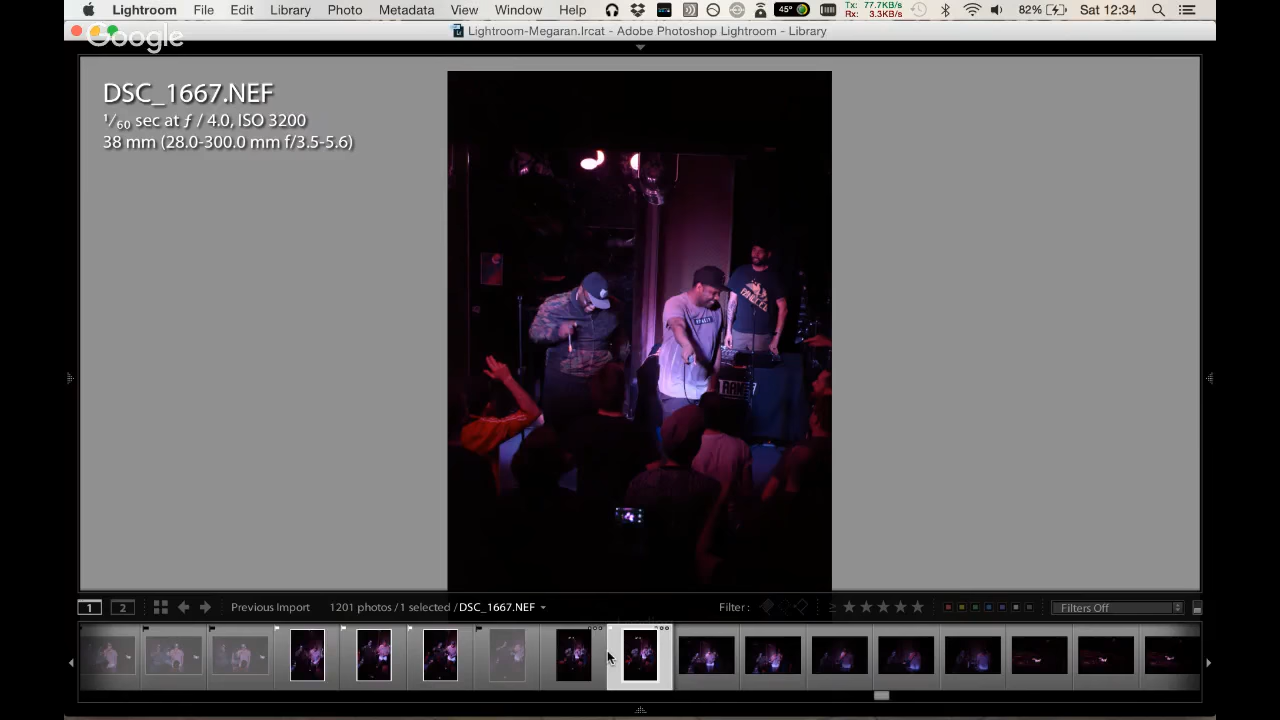 Lightroom File Edit Library Photo Metadata View Window Help 45° Tx: 77.7KB/s Rx: 3.3KB/s 82% Sat 12:34
Google
Lightroom-Megaran.lrcat - Adobe Photoshop Lightroom - Library
DSC_1667.NEF
1/60 sec at ƒ / 4.0, ISO 3200
38 mm (28.0-300.0 mm f/3.5-5.6)
1 2 Previous Import 1201 photos / 1 selected / DSC_1667.NEF Filter : ≥ Filters Off